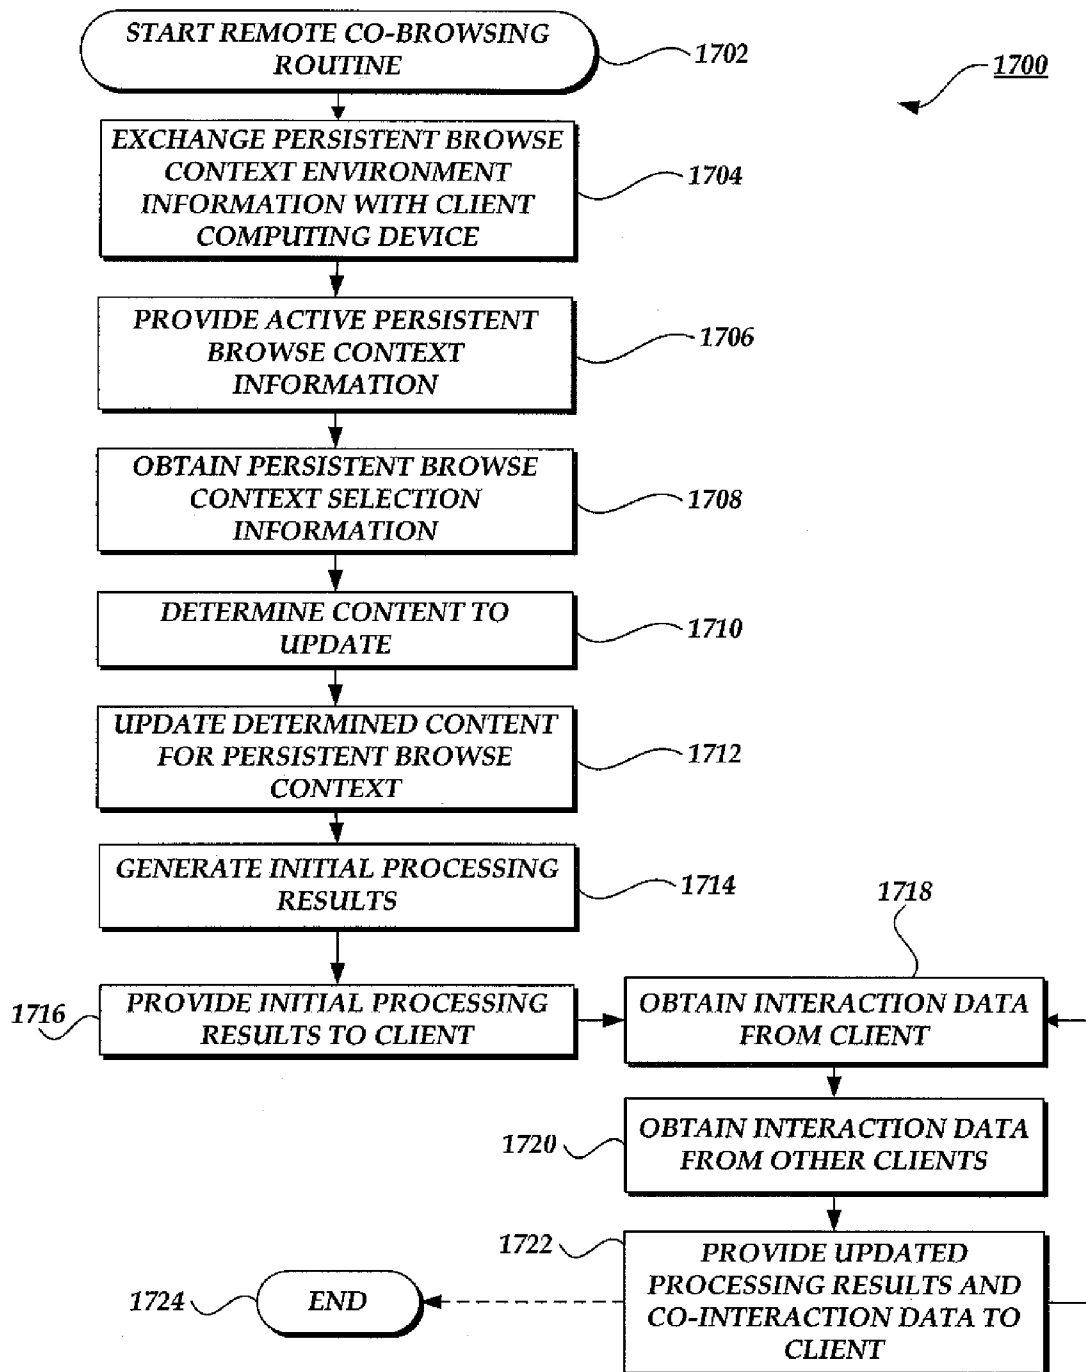 START REMOTE CO-BROWSING
ROUTINE
1702
1700
EXCHANGE PERSISTENT BROWSE
CONTEXT ENVIRONMENT
INFORMATION WITH CLIENT
COMPUTING DEVICE
1704
PROVIDE ACTIVE PERSISTENT
BROWSE CONTEXT
INFORMATION
1706
OBTAIN PERSISTENT BROWSE
CONTEXT SELECTION
INFORMATION
1708
DETERMINE CONTENT TO
UPDATE
1710
UPDATE DETERMINED CONTENT
FOR PERSISTENT BROWSE
CONTEXT
1712
GENERATE INITIAL PROCESSING
RESULTS
1714
1716
PROVIDE INITIAL PROCESSING
RESULTS TO CLIENT
1718
OBTAIN INTERACTION DATA
FROM CLIENT
1720
OBTAIN INTERACTION DATA
FROM OTHER CLIENTS
1722
PROVIDE UPDATED
PROCESSING RESULTS AND
CO-INTERACTION DATA TO
CLIENT
1724
END